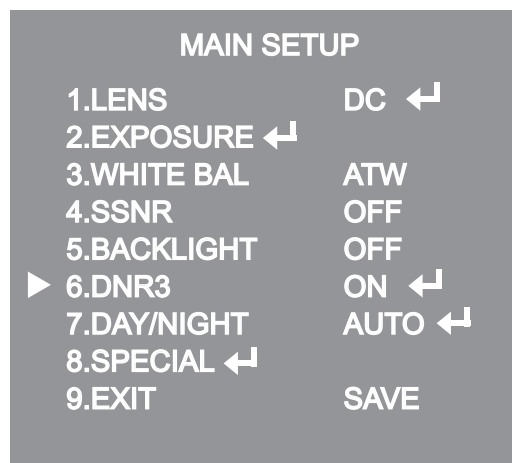 MAIN SETUP
1.LENS DC ↵
2.EXPOSURE ↵
3.WHITE BAL ATW
4.SSNR OFF
5.BACKLIGHT OFF
▶ 6.DNR3 ON ↵
7.DAY/NIGHT AUTO ↵
8.SPECIAL ↵
9.EXIT SAVE